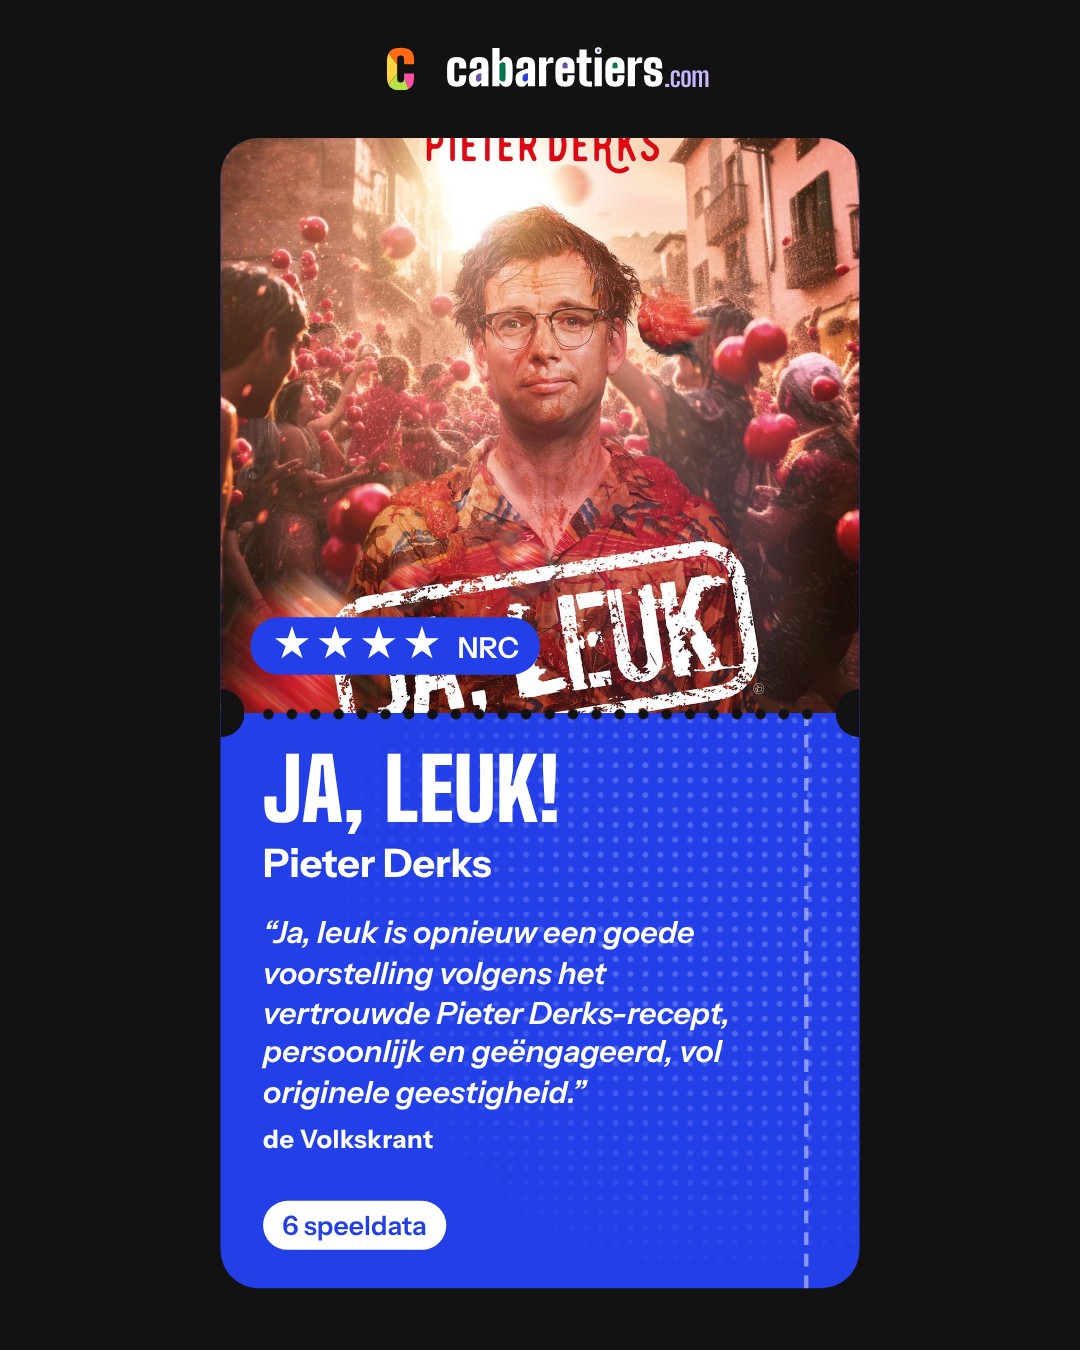 cabaretiers.com
PIETER DERKS
JA, LEUK
★★★★ NRC
JA, LEUK!
Pieter Derks
“Ja, leuk is opnieuw een goede
voorstelling volgens het
vertrouwde Pieter Derks-recept,
persoonlijk en geëngageerd, vol
originele geestigheid.”
de Volkskrant
6 speeldata